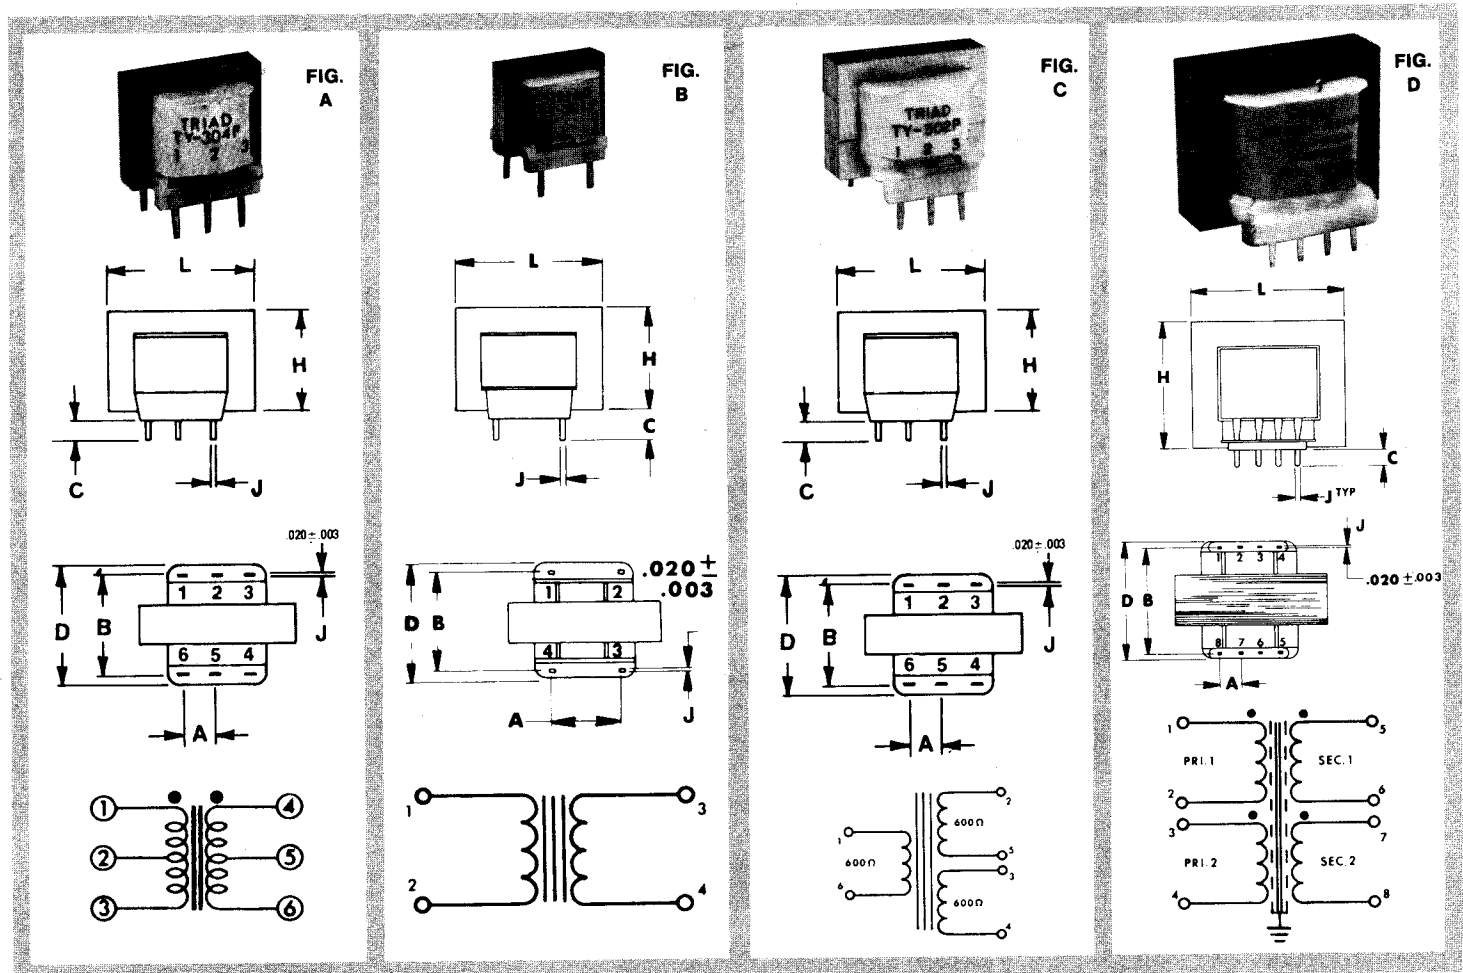 FIG.
A
TRIAD
TY-304P
1 2 3
L
H
C
J
.020±.003
D
B
1 2 3
6 5 4
J
A
1
2
3
4
5
6
FIG.
B
L
H
C
J
.020 ±
.003
D
B
1 2
4 3
A
J
1
2
3
4
FIG.
C
TRIAD
TY-302P
1 2 3
L
H
C
J
.020±.003
D
B
1 2 3
6 5 4
J
A
1
600Ω
6
2
600Ω
5
3
600Ω
4
FIG.
D
L
H
C
J TYP
J
1 2 3 4
.020 ±.003
D
B
8 7 6 5
A
1
PRI.1
2
3
PRI.2
4
5
SEC.1
6
7
SEC.2
8